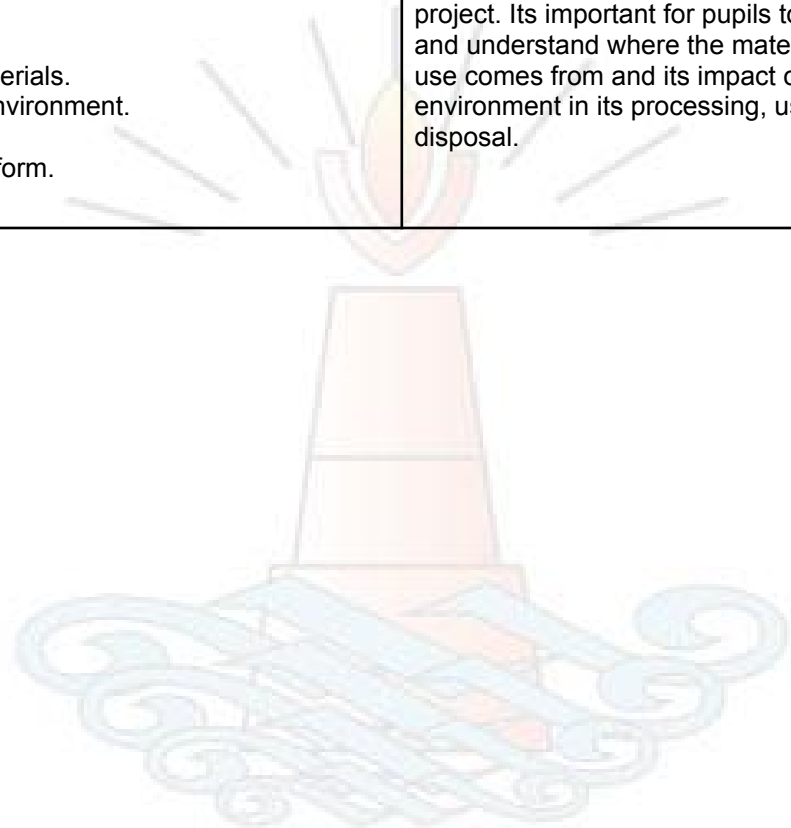 erials.
nvironment.
form.
project. Its important for pupils to
and understand where the mate
use comes from and its impact
environment in its processing, us
disposal.